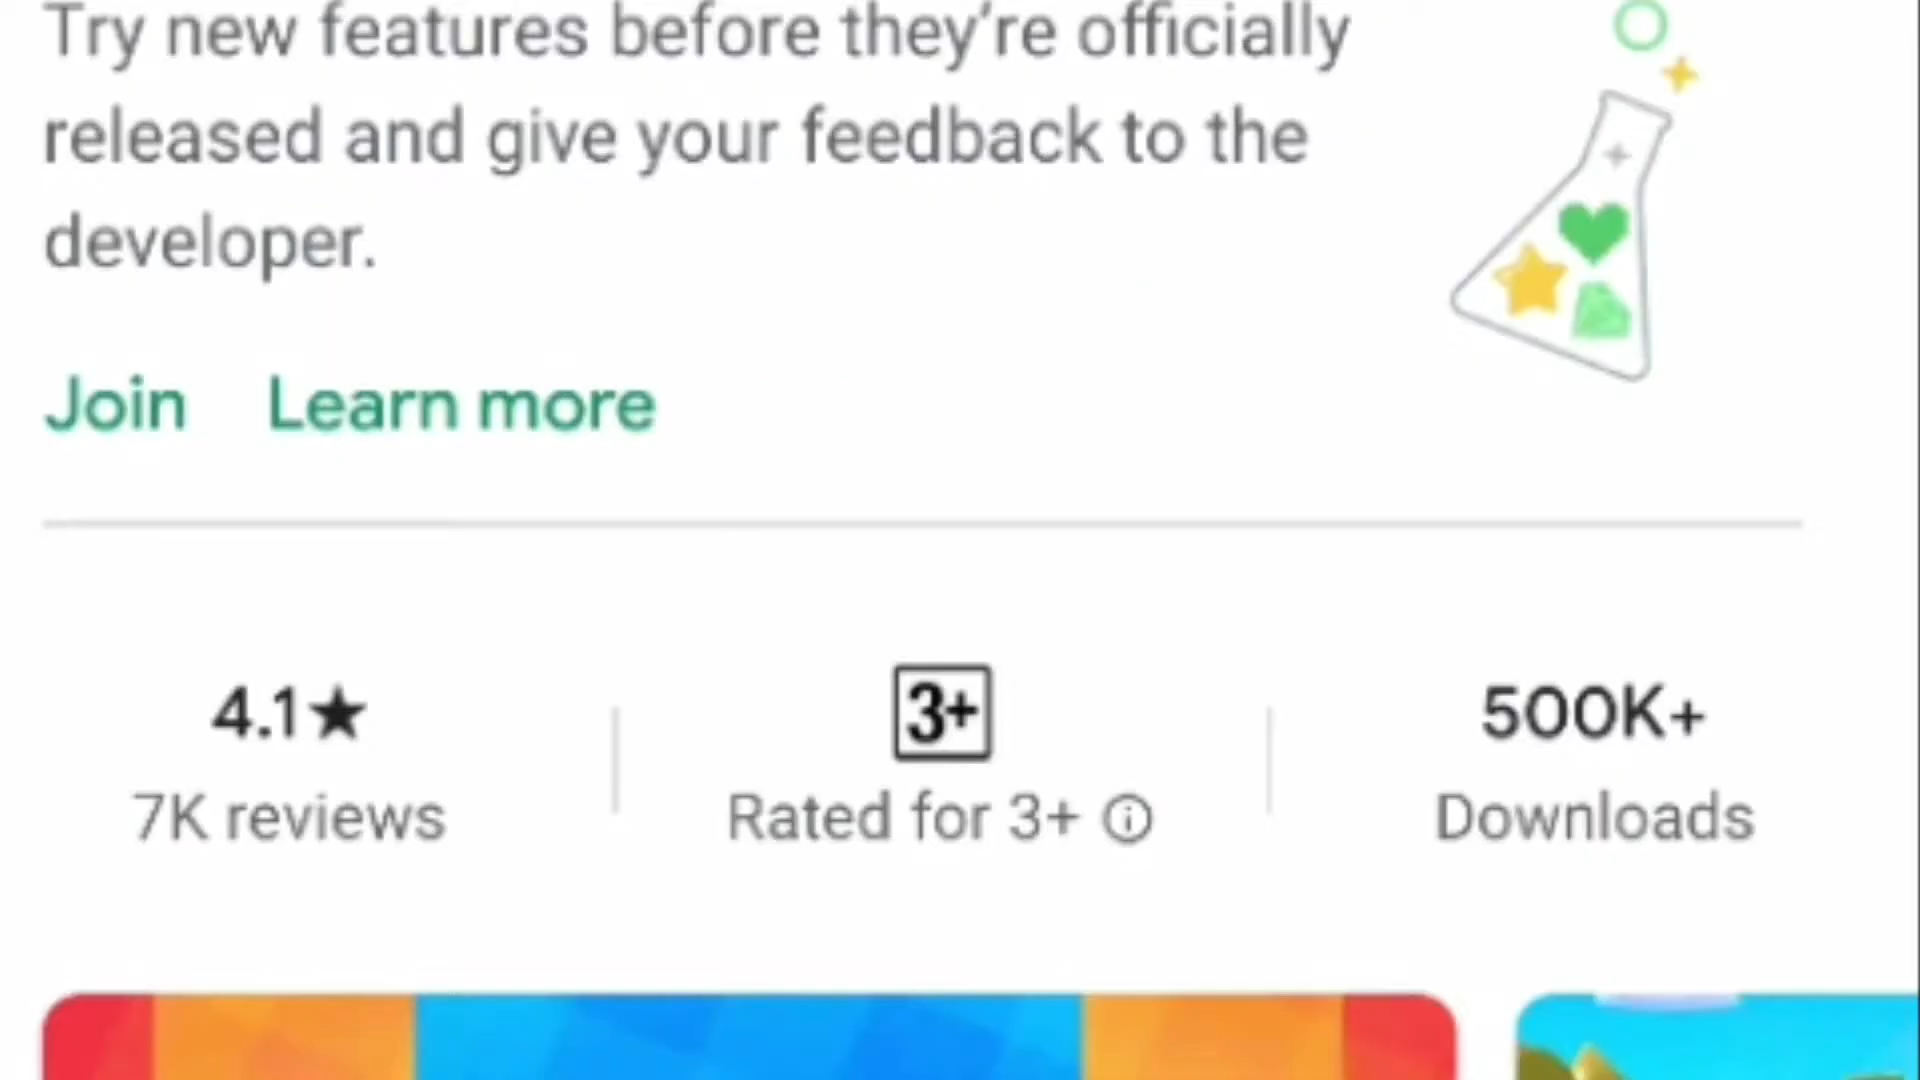 Try new features before they're officially
released and give your feedback to the
developer.
Join Learn more
4.1★ 3+ 500K+
7K reviews Rated for 3+ Downloads